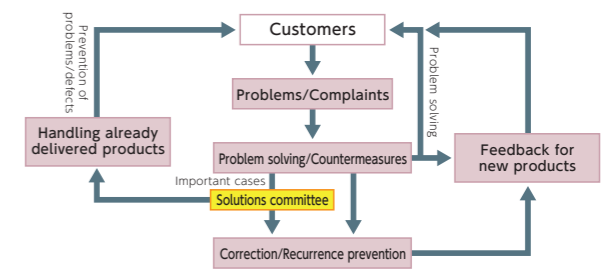 Customers
Prevention of
problems/defects
Problem solving
Problems/Complaints
Handling already
delivered products
Problem solving/Countermeasures
Feedback for
new products
Important cases
Solutions committee
Correction/Recurrence prevention